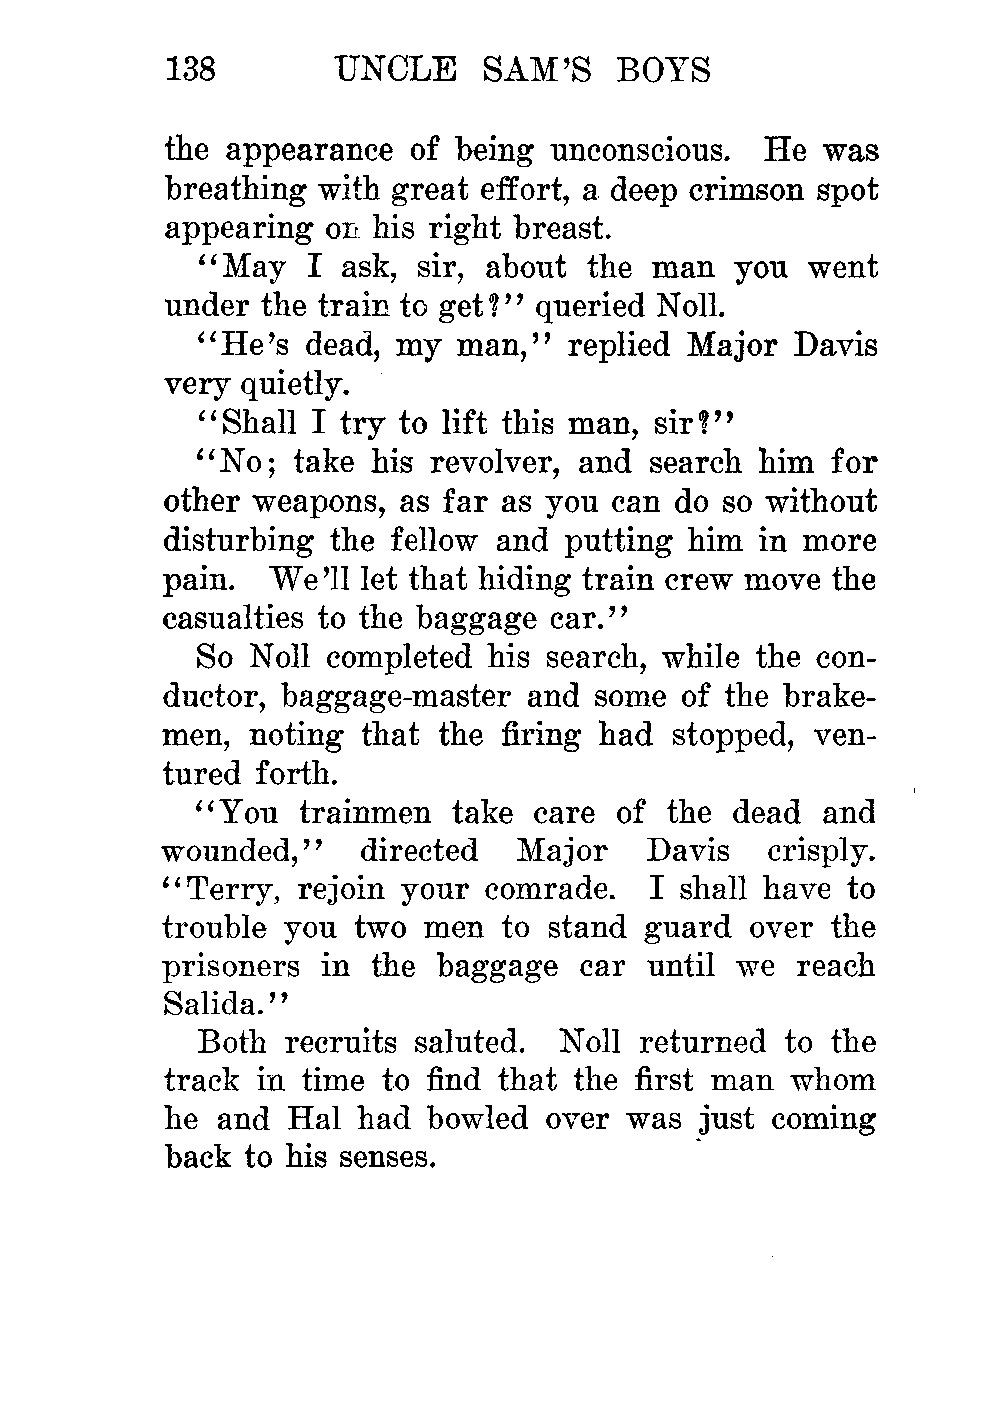 138 UNCLE SAM'S BOYS
the appearance of being unconscious. He was
breathing with great effort, a deep crimson spot
appearing on his right breast.
"May I ask, sir, about the man you went
under the train to get?" queried Noll.
"He's dead, my man," replied Major Davis
very quietly.
"Shall I try to lift this man, sir?"
"No; take his revolver, and search him for
other weapons, as far as you can do so without
disturbing the fellow and putting him in more
pain. We'll let that hiding train crew move the
casualties to the baggage car."
So Noll completed his search, while the con-
ductor, baggage-master and some of the brake-
men, noting that the firing had stopped, ven-
tured forth.
"You trainmen take care of the dead and
wounded," directed Major Davis crisply.
"Terry, rejoin your comrade. I shall have to
trouble you two men to stand guard over the
prisoners in the baggage car until we reach
Salida."
Both recruits saluted. Noll returned to the
track in time to find that the first man whom
he and Hal had bowled over was just coming
back to his senses.